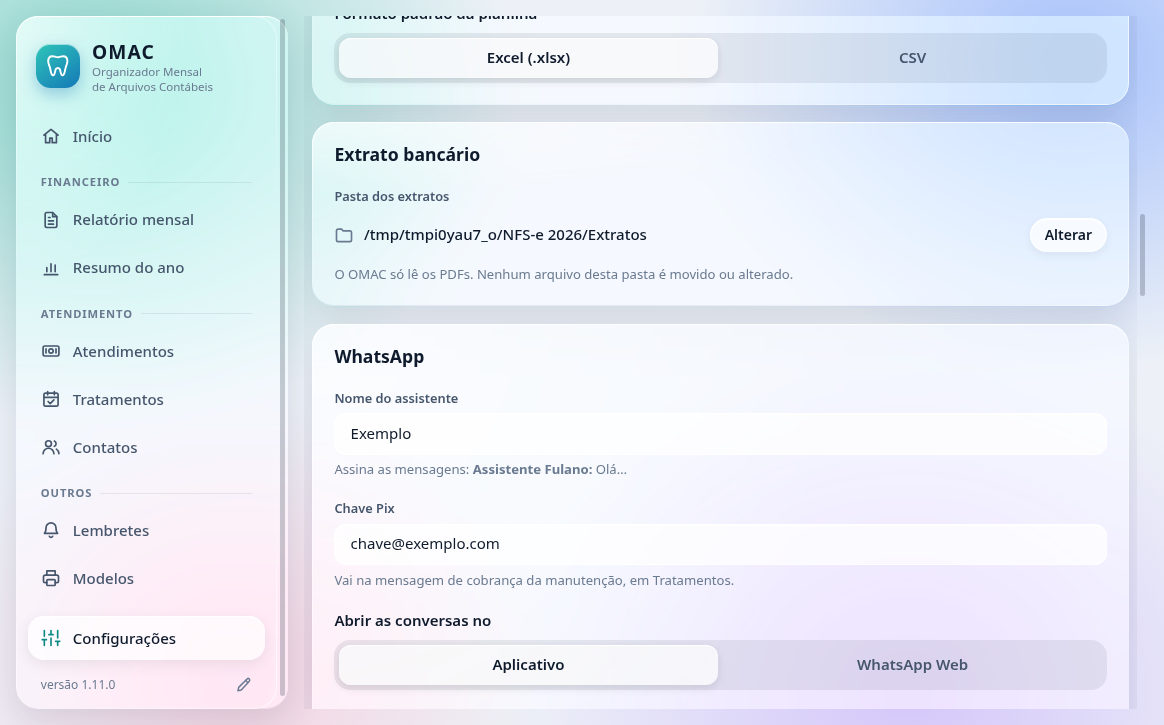 OMAC
Organizador Mensal
de Arquivos Contábeis
Início
FINANCEIRO
Relatório mensal
Resumo do ano
ATENDIMENTO
Atendimentos
Tratamentos
Contatos
OUTROS
Lembretes
Modelos
Configurações
versão 1.11.0
Formato padrão da planilha
Excel (.xlsx)
CSV
Extrato bancário
Pasta dos extratos
/tmp/tmpi0yau7_o/NFS-e 2026/Extratos
Alterar
O OMAC só lê os PDFs. Nenhum arquivo desta pasta é movido ou alterado.
WhatsApp
Nome do assistente
Exemplo
Assina as mensagens: Assistente Fulano: Olá...
Chave Pix
chave@exemplo.com
Vai na mensagem de cobrança da manutenção, em Tratamentos.
Abrir as conversas no
Aplicativo
WhatsApp Web